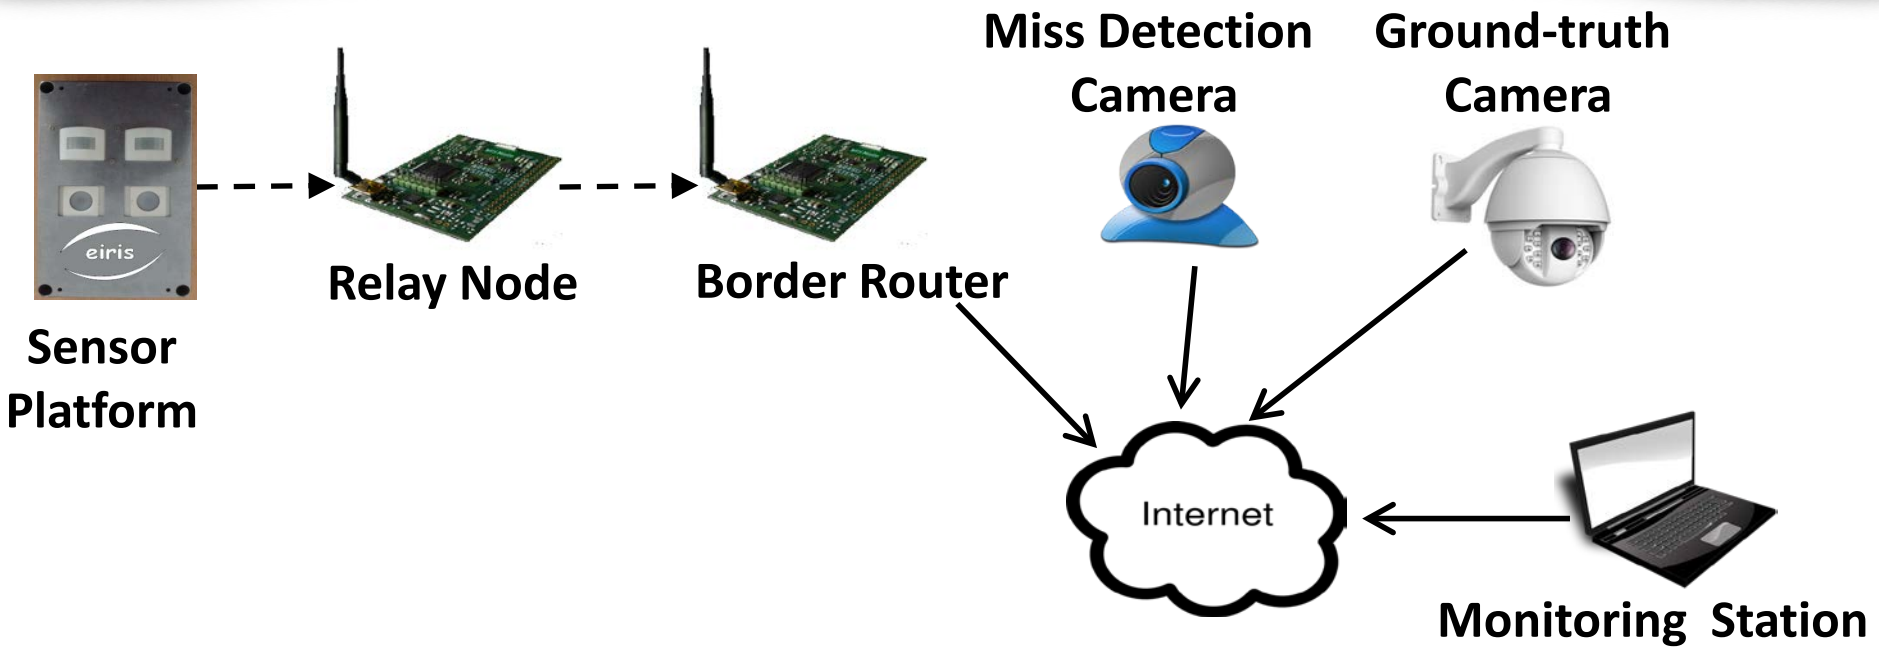 Miss Detection
Camera
Ground-truth
Camera
eiris
Relay Node
Border Router
Sensor
Platform
Internet
Monitoring Station